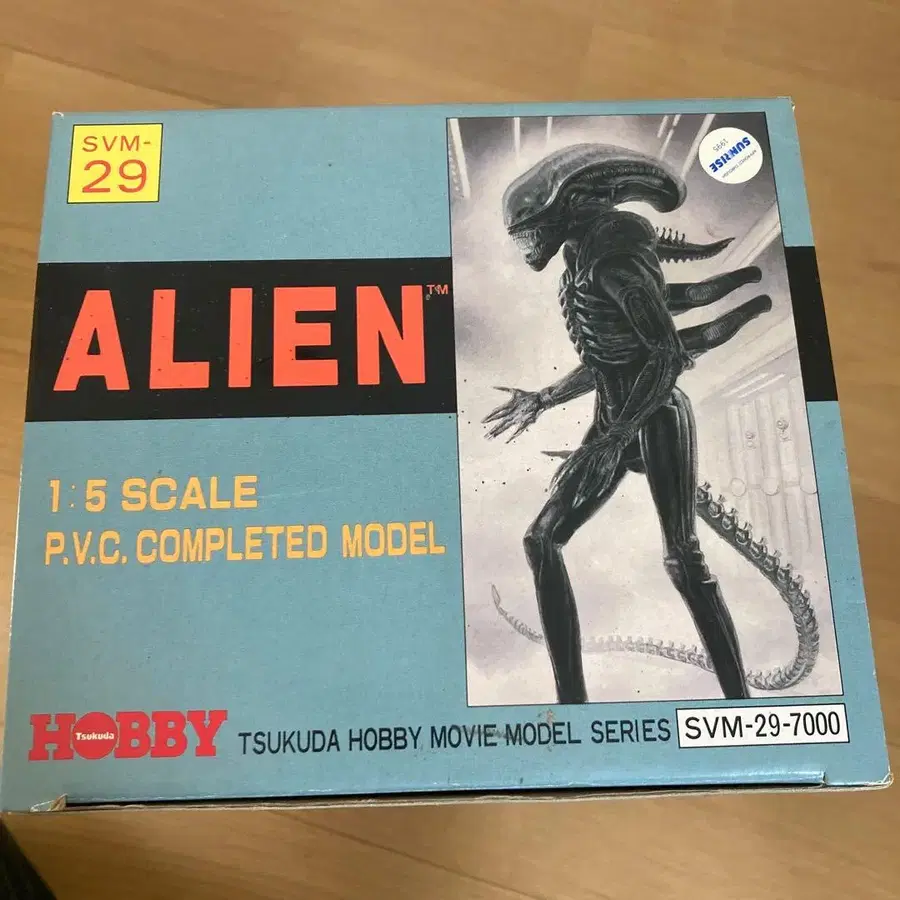 SVM-
29
ALIEN™
1:5 SCALE
P.V.C. COMPLETED MODEL
HOBBY
Tsukuda
TSUKUDA HOBBY MOVIE MODEL SERIES
SVM-29-7000
SUNRISE
1995